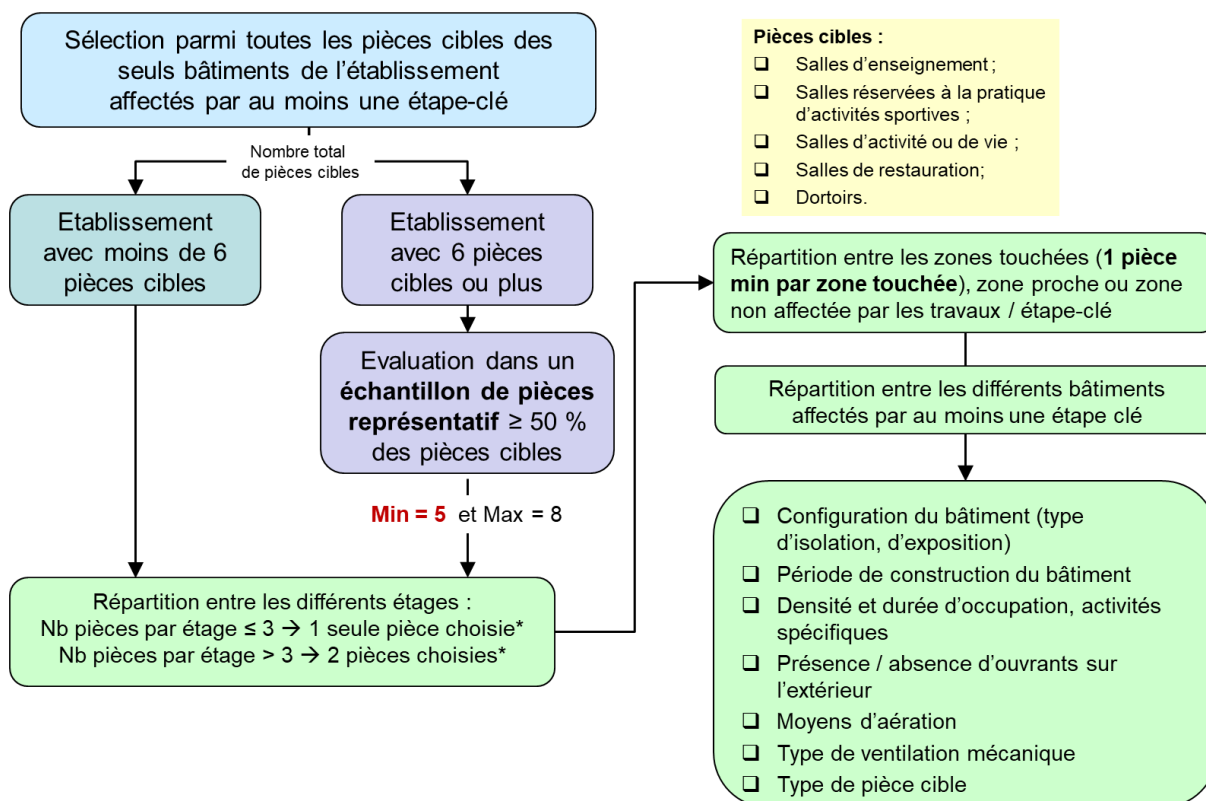 Sélection parmi toutes les pièces cibles des
seuls bâtiments de l'établissement
affectés par au moins une étape-clé
Nombre total
de pièces cibles
Etablissement
avec moins de 6
pièces cibles
Etablissement
avec 6 pièces
cibles ou plus
Evaluation dans un
échantillon de pièces
représentatif ≥ 50 %
des pièces cibles
Min = 5 et Max = 8
Répartition entre les différents étages :
Nb pièces par étage ≤ 3 → 1 seule pièce choisie*
Nb pièces par étage > 3 → 2 pièces choisies*
Pièces cibles :
❑ Salles d'enseignement ;
❑ Salles réservées à la pratique
d'activités sportives ;
❑ Salles d'activité ou de vie ;
❑ Salles de restauration;
❑ Dortoirs.
Répartition entre les zones touchées (1 pièce
min par zone touchée), zone proche ou zone
non affectée par les travaux / étape-clé
Répartition entre les différents bâtiments
affectés par au moins une étape clé
❑ Configuration du bâtiment (type
d'isolation, d'exposition)
❑ Période de construction du bâtiment
❑ Densité et durée d'occupation, activités
spécifiques
❑ Présence / absence d'ouvrants sur
l'extérieur
❑ Moyens d'aération
❑ Type de ventilation mécanique
❑ Type de pièce cible